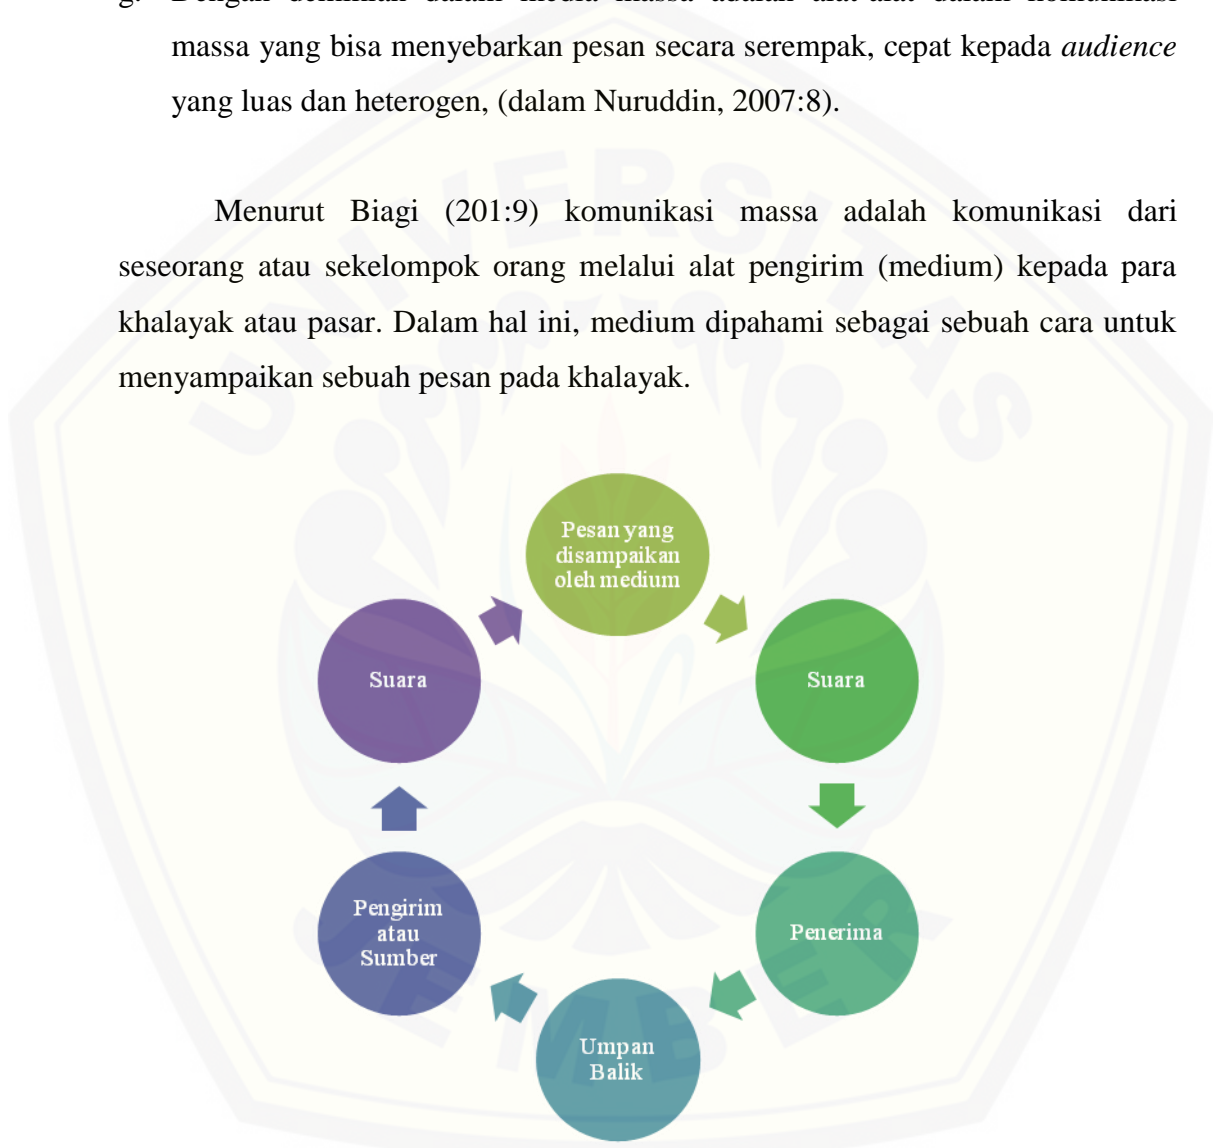 massa yang bisa menyebarkan pesan secara serempak, cepat kepada audience
yang luas dan heterogen, (dalam Nuruddin, 2007:8).
Menurut Biagi (201:9) komunikasi massa adalah komunikasi dari
seseorang atau sekelompok orang melalui alat pengirim (medium) kepada para
khalayak atau pasar. Dalam hal ini, medium dipahami sebagai sebuah cara untuk
menyampaikan sebuah pesan pada khalayak.
UNIVERSITAS
Pesan yang
disampaikan
oleh medium
Suara
Suara
Pengirim
atau
Sumber
Penerima
Umpan
Balik
JEMBER